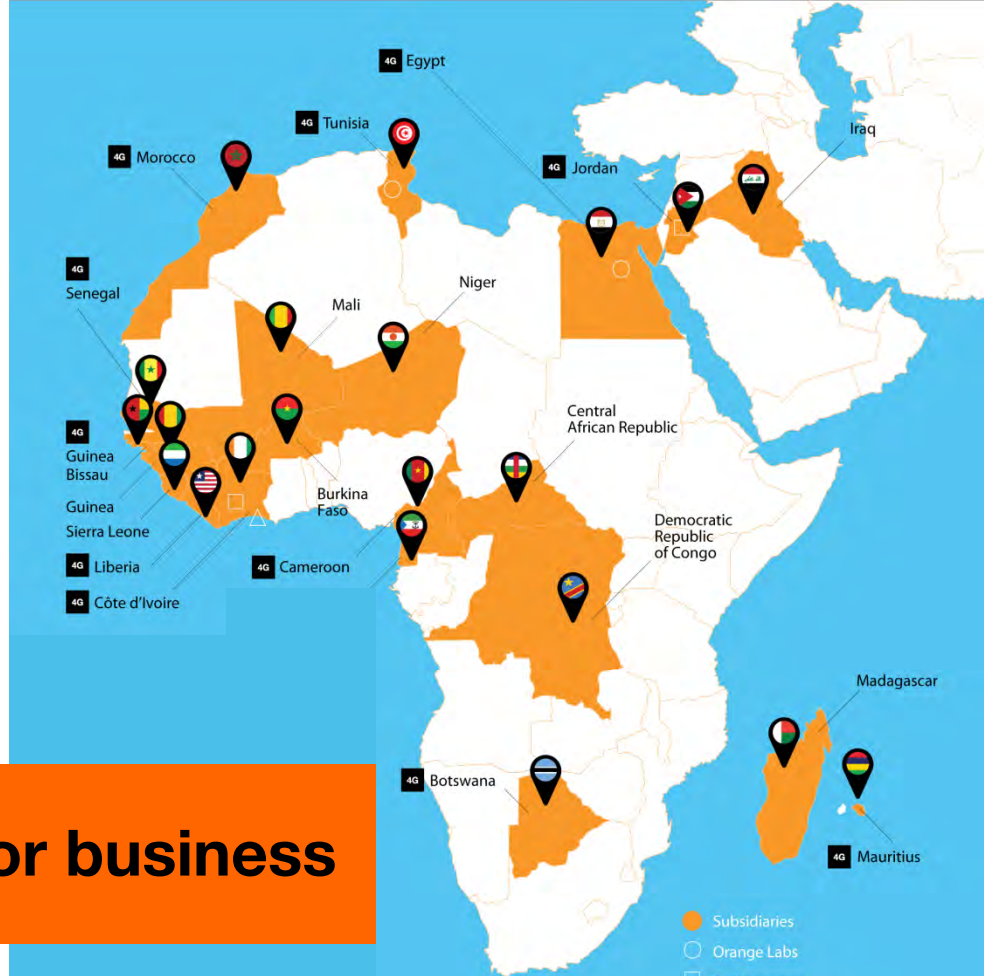 4G Egypt
4G Tunisia
Iraq
4G Morocco
4G Jordan
4G
Senegal
Niger
Mali
Central
African Republic
4G
Guinea
Bissau
Burkina
Faso
Guinea
Democratic
Republic
of Congo
Sierra Leone
4G Liberia
4G Cameroon
4G Côte d'Ivoire
Madagascar
4G Botswana
or business
4G Mauritius
Subsidiaries
Orange Labs